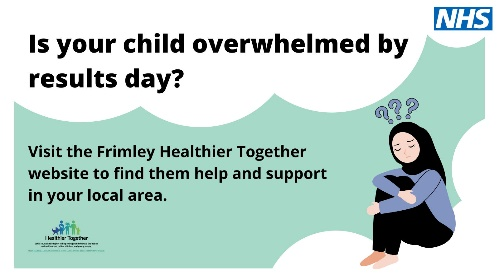 NHS
Is your child overwhelmed by
results day?
???
Visit the Frimley Healthier Together
website to find them help and support
in your local area.
Healthier Together